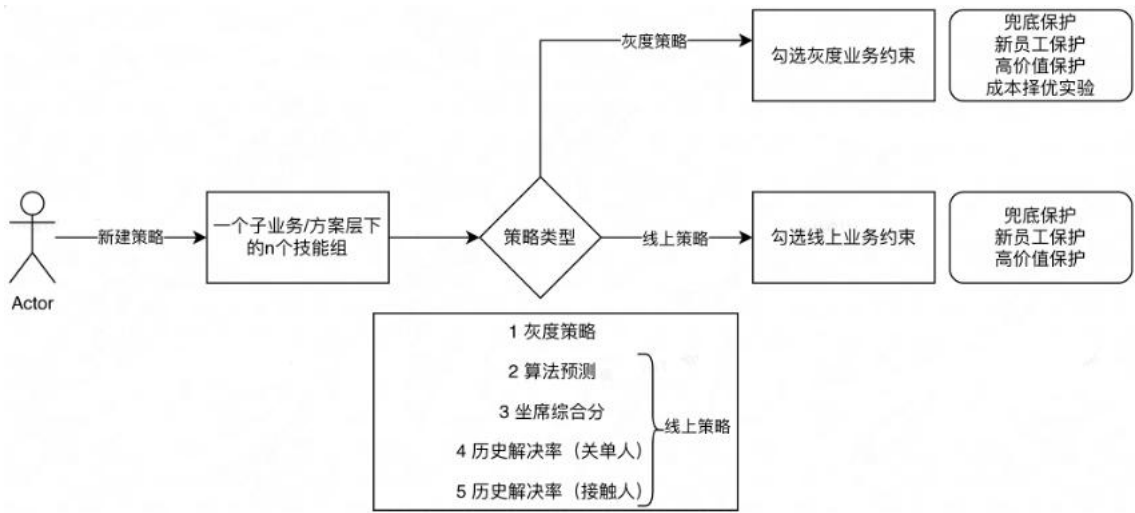 灰度策略
勾选灰度业务约束
兜底保护
新员工保护
高价值保护
成本择优实验
Actor
新建策略
一个子业务/方案层下
的n个技能组
策略类型
线上策略
勾选线上业务约束
兜底保护
新员工保护
高价值保护
1 灰度策略
2 算法预测
3 坐席综合分
4 历史解决率（关单人）
5 历史解决率（接触人）
线上策略